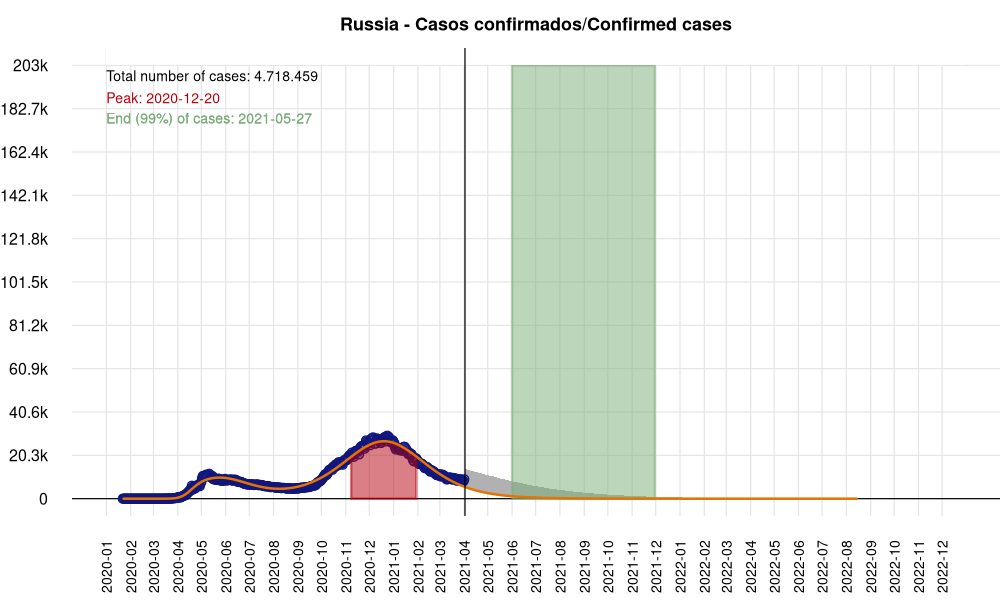 Russia - Casos confirmados/Confirmed cases
203k
182.7k
162.4k
142.1k
121.8k
101.5k
81.2k
60.9k
40.6k
20.3k
0
Total number of cases: 4.718.459
Peak: 2020-12-20
End (99%) of cases: 2021-05-27
2020-01
2020-02
2020-03
2020-04
2020-05
2020-06
2020-07
2020-08
2020-09
2020-10
2020-11
2020-12
2021-01
2021-02
2021-03
2021-04
2021-05
2021-06
2021-07
2021-08
2021-09
2021-10
2021-11
2021-12
2022-01
2022-02
2022-03
2022-04
2022-05
2022-06
2022-07
2022-08
2022-09
2022-10
2022-11
2022-12